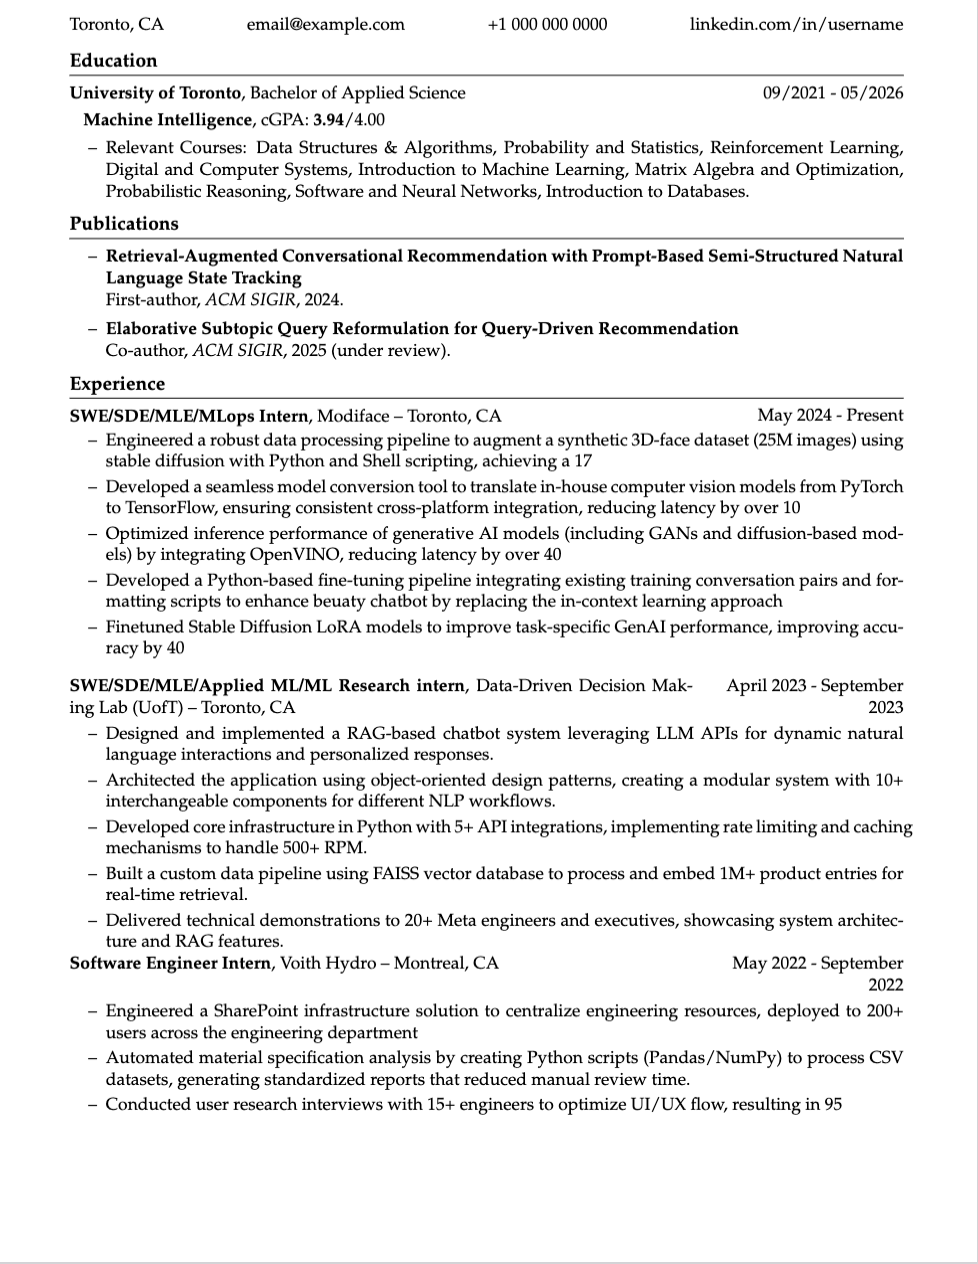 Toronto, CA email@example.com +1 000 000 0000 linkedin.com/in/username
Education
University of Toronto, Bachelor of Applied Science 09/2021 - 05/2026
Machine Intelligence, cGPA: 3.94/4.00
– Relevant Courses: Data Structures & Algorithms, Probability and Statistics, Reinforcement Learning,
Digital and Computer Systems, Introduction to Machine Learning, Matrix Algebra and Optimization,
Probabilistic Reasoning, Software and Neural Networks, Introduction to Databases.
Publications
– Retrieval-Augmented Conversational Recommendation with Prompt-Based Semi-Structured Natural
Language State Tracking
First-author, ACM SIGIR, 2024.
– Elaborative Subtopic Query Reformulation for Query-Driven Recommendation
Co-author, ACM SIGIR, 2025 (under review).
Experience
SWE/SDE/MLE/MLops Intern, Modiface – Toronto, CA May 2024 - Present
– Engineered a robust data processing pipeline to augment a synthetic 3D-face dataset (25M images) using
stable diffusion with Python and Shell scripting, achieving a 17
– Developed a seamless model conversion tool to translate in-house computer vision models from PyTorch
to TensorFlow, ensuring consistent cross-platform integration, reducing latency by over 10
– Optimized inference performance of generative AI models (including GANs and diffusion-based mod-
els) by integrating OpenVINO, reducing latency by over 40
– Developed a Python-based fine-tuning pipeline integrating existing training conversation pairs and for-
matting scripts to enhance beuaty chatbot by replacing the in-context learning approach
– Finetuned Stable Diffusion LoRA models to improve task-specific GenAI performance, improving accu-
racy by 40
SWE/SDE/MLE/Applied ML/ML Research intern, Data-Driven Decision Mak- April 2023 - September
ing Lab (UofT) – Toronto, CA 2023
– Designed and implemented a RAG-based chatbot system leveraging LLM APIs for dynamic natural
language interactions and personalized responses.
– Architected the application using object-oriented design patterns, creating a modular system with 10+
interchangeable components for different NLP workflows.
– Developed core infrastructure in Python with 5+ API integrations, implementing rate limiting and caching
mechanisms to handle 500+ RPM.
– Built a custom data pipeline using FAISS vector database to process and embed 1M+ product entries for
real-time retrieval.
– Delivered technical demonstrations to 20+ Meta engineers and executives, showcasing system architec-
ture and RAG features.
Software Engineer Intern, Voith Hydro – Montreal, CA May 2022 - September
2022
– Engineered a SharePoint infrastructure solution to centralize engineering resources, deployed to 200+
users across the engineering department
– Automated material specification analysis by creating Python scripts (Pandas/NumPy) to process CSV
datasets, generating standardized reports that reduced manual review time.
– Conducted user research interviews with 15+ engineers to optimize UI/UX flow, resulting in 95